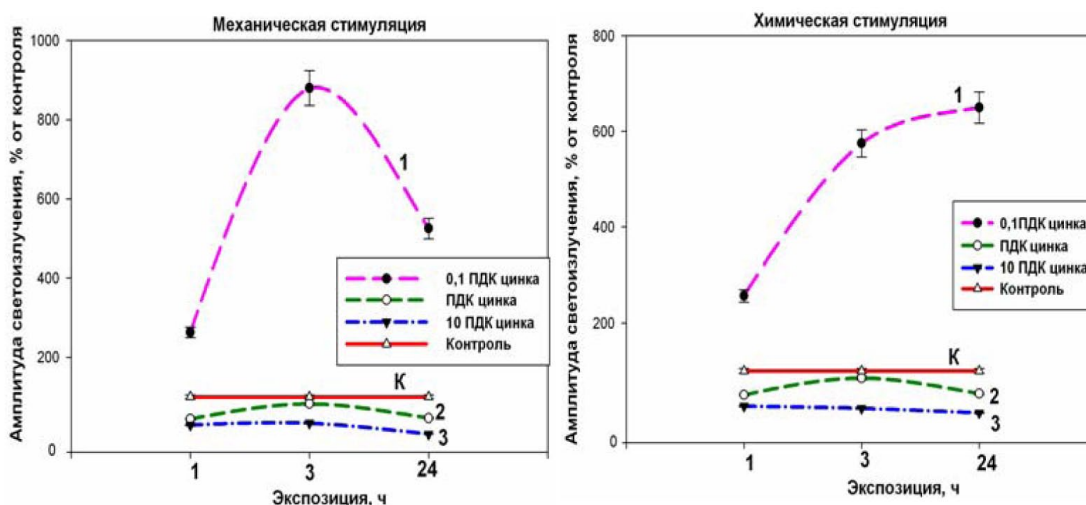 Механическая стимуляция
Амплитуда светоизлучения, % от контроля
1000
800
600
400
200
0
1
0,1 ПДК цинка
ПДК цинка
10 ПДК цинка
Контроль
К
2
3
1
3
24
Экспозиция, ч
Химическая стимуляция
Амплитуда светоизлучения, % от контроля
800
600
400
200
0
1
0,1ПДК цинка
ПДК цинка
10 ПДК цинка
Контроль
К
2
3
1
3
24
Экспозиция, ч